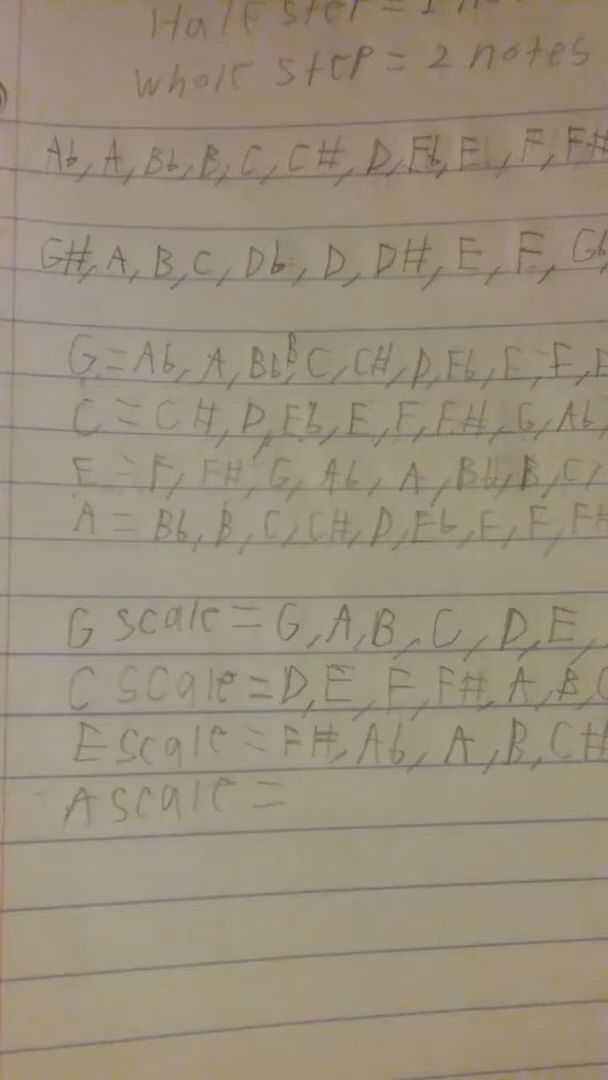 Half step = 1
Whole step = 2 notes
Ab, A, Bb, B, C, C#, D, Eb, E, F, F#
G#, A, B, C, Db, D, D#, E, F, Gb,
G = Ab, A, Bb B, C, C#, D, Eb, E, F,
C = C#, D, Eb, E, F, F#, G, Ab,
E = F, F#, G, Ab, A, Bb, B, C,
A = Bb, B, C, C#, D, Eb, E, F, F#
G scale = G, A, B, C, D, E,
C scale = D, E, F, F#, A, B, C
E scale = F#, Ab, A, B, C#
A scale =